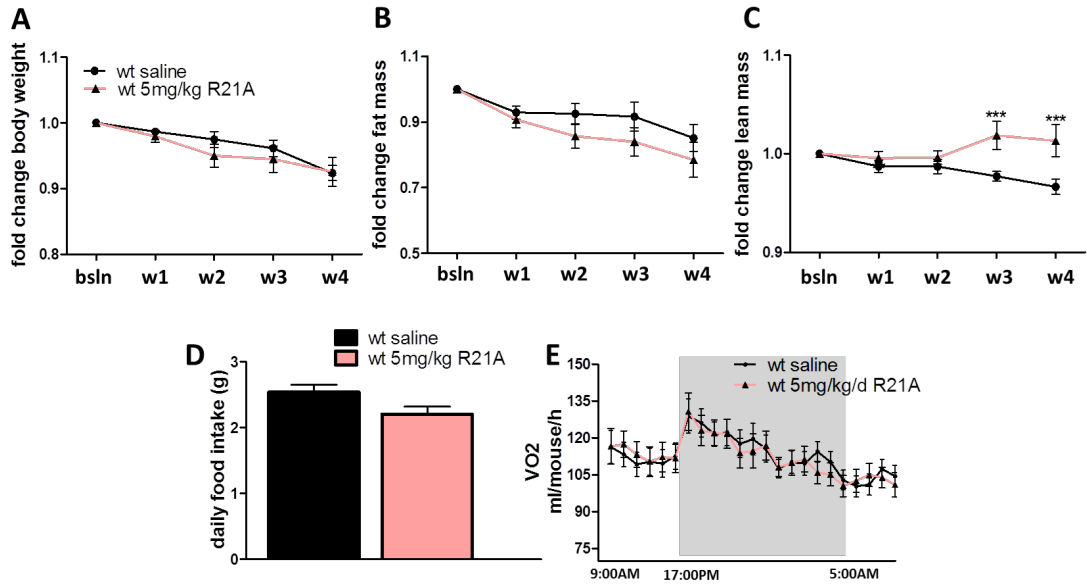 A
fold change body weight
1.1
1.0
0.9
0.8
wt saline
wt 5mg/kg R21A
bsln w1 w2 w3 w4
B
fold change fat mass
1.1
0.9
0.7
0.5
bsln w1 w2 w3 w4
C
fold change lean mass
1.1
1.0
0.9
*** ***
bsln w1 w2 w3 w4
D
daily food intake (g)
3
2
1
0
wt saline
wt 5mg/kg R21A
E
VO2
ml/mouse/h
150
135
120
105
90
75
wt saline
wt 5mg/kg/d R21A
9:00AM 17:00PM 5:00AM